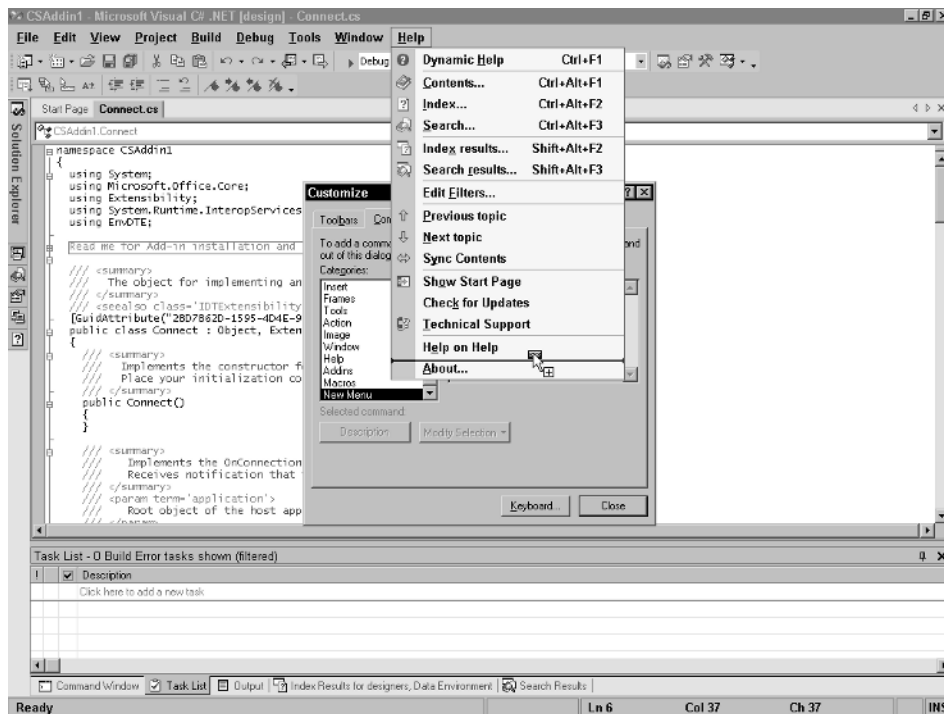 CSAddin1 - Microsoft Visual C# .NET [design] - Connect.cs
File Edit View Project Build Debug Tools Window Help
Debug
Start Page Connect.cs
CSAddin1.Connect
Solution Explorer
namespace CSAddin1
{
using System;
using Microsoft.Office.Core;
using Extensibility;
using System.Runtime.InteropServices
using EnvDTE;
Read me for Add-in installation and
/// <summary>
/// The object for implementing an
/// </summary>
/// <seealso class='IDTExtensibility
[GuidAttribute("2BD7B62D-1595-4D4E-9
public class Connect : Object, Exten
{
/// <summary>
/// Implements the constructor f
/// Place your initialization co
/// </summary>
public Connect()
{
}
/// <summary>
/// Implements the OnConnection
/// Receives notification that
/// </summary>
/// <param term='application'>
/// Root object of the host app
/// </param>
Dynamic Help Ctrl+F1
Contents... Ctrl+Alt+F1
Index... Ctrl+Alt+F2
Search... Ctrl+Alt+F3
Index results... Shift+Alt+F2
Search results... Shift+Alt+F3
Edit Filters...
Previous topic
Next topic
Sync Contents
Show Start Page
Check for Updates
Technical Support
Help on Help
About...
Customize
Toolbars
To add a comma
out of this dialog
Categories:
Insert
Frames
Tools
Action
Image
Window
Help
Addins
Macros
New Menu
Selected command:
Description Modify Selection
Keyboard... Close
Task List - 0 Build Error tasks shown (filtered)
! Description
Click here to add a new task
Command Window Task List Output Index Results for designers, Data Environment Search Results
Ready Ln 6 Col 37 Ch 37 INS